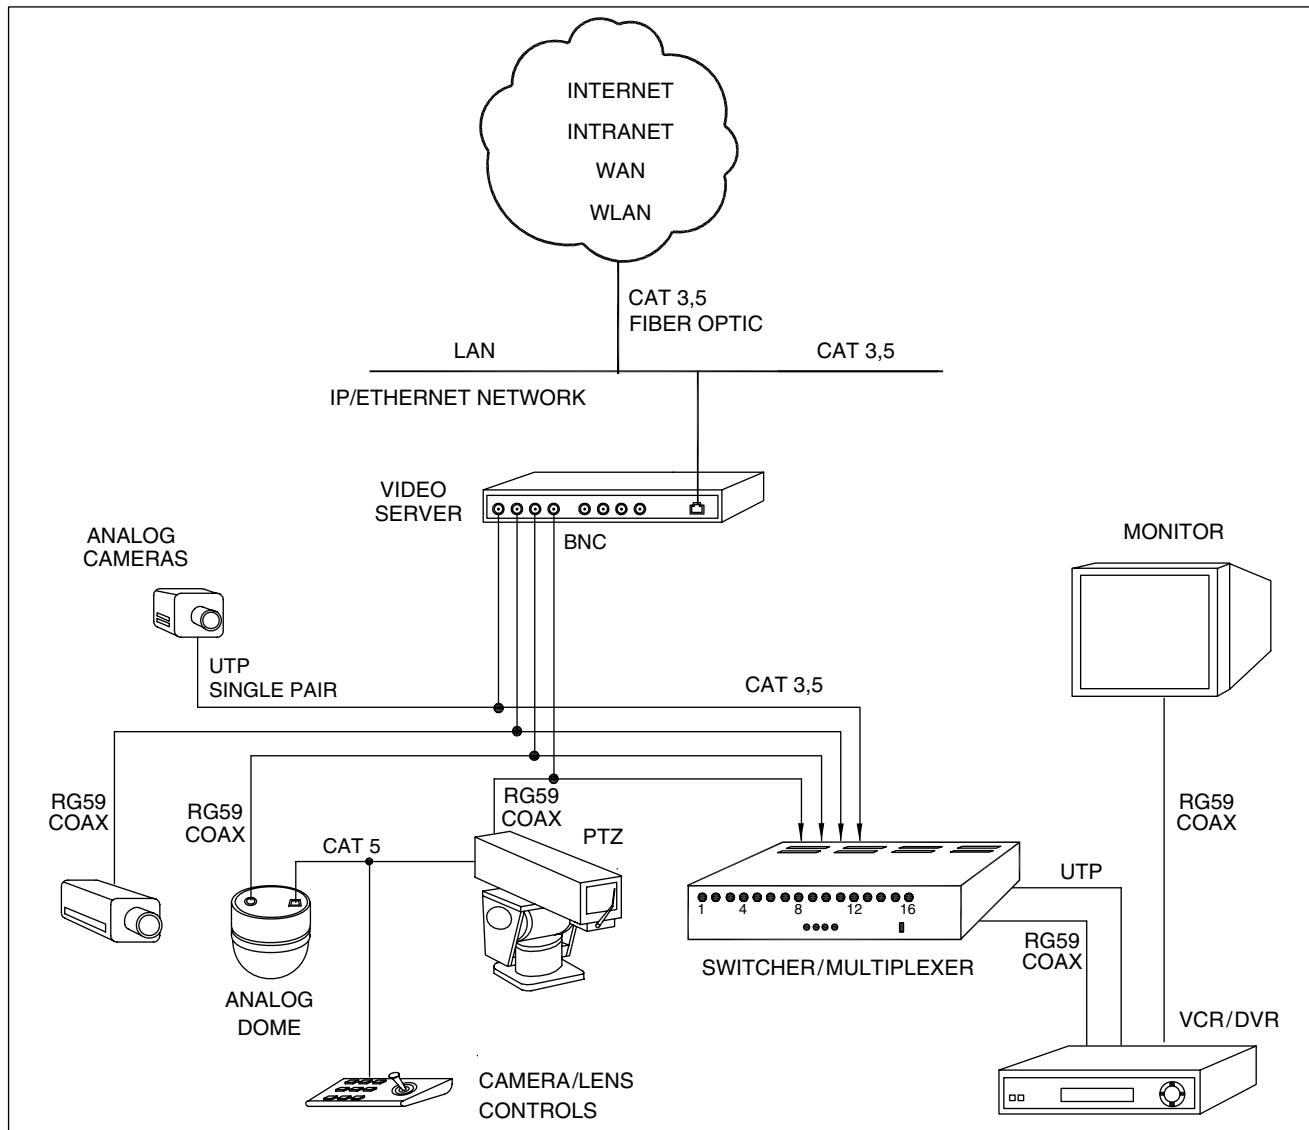 INTERNET
INTRANET
WAN
WLAN
CAT 3,5
FIBER OPTIC
LAN
CAT 3,5
IP/ETHERNET NETWORK
VIDEO
SERVER
BNC
ANALOG
CAMERAS
MONITOR
UTP
SINGLE PAIR
CAT 3,5
RG59
COAX
RG59
COAX
RG59
COAX
PTZ
RG59
COAX
CAT 5
UTP
1 4 8 12 16
RG59
COAX
SWITCHER/MULTIPLEXER
ANALOG
DOME
VCR/DVR
CAMERA/LENS
CONTROLS